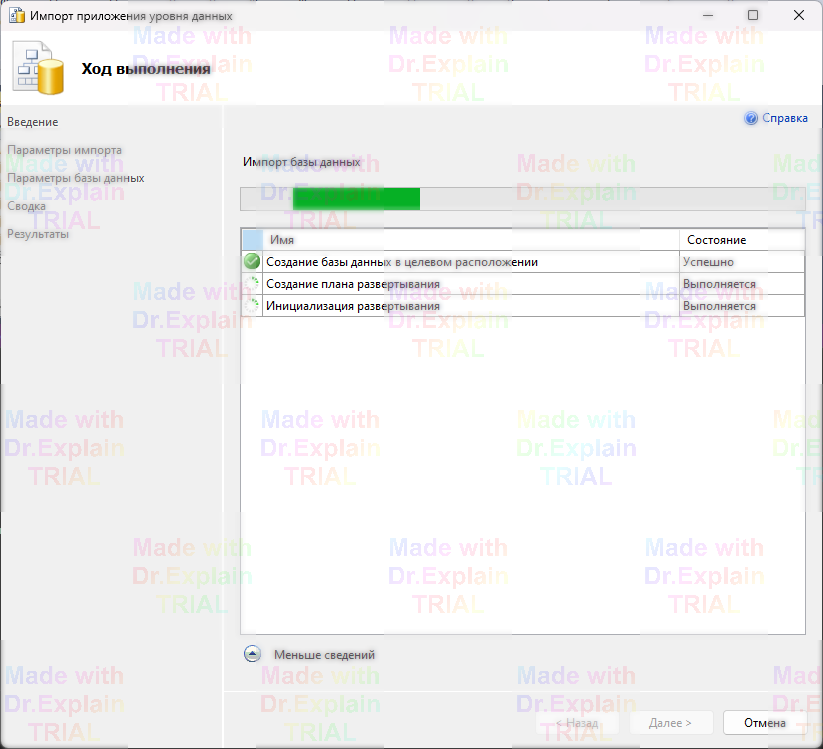 Импорт приложения уровня данных
Ход выполнения
Введение
Параметры импорта
Параметры базы данных
Сводка
Результаты
Справка
Импорт базы данных
Имя Состояние
Создание базы данных в целевом расположении Успешно
Создание плана развертывания Выполняется
Инициализация развертывания Выполняется
Меньше сведений
< Назад Далее > Отмена
Made with
Dr.Explain
TRIAL